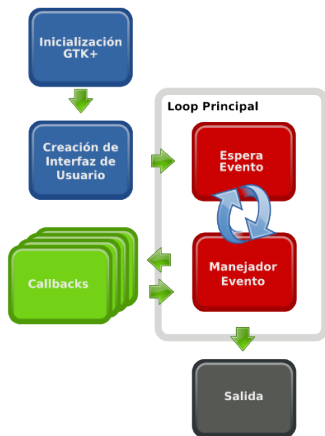 Inicialización
GTK+
Creación de
Interfaz de
Usuario
Loop Principal
Espera
Evento
Manejador
Evento
Callbacks
Salida